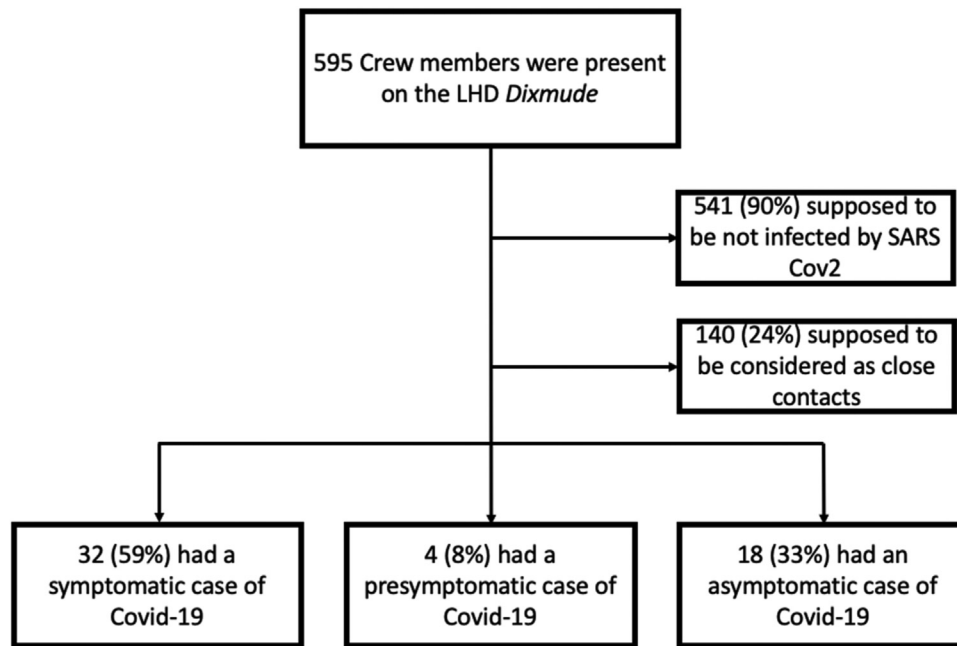 595 Crew members were present
on the LHD Dixmude
541 (90%) supposed to
be not infected by SARS
Cov2
140 (24%) supposed to
be considered as close
contacts
32 (59%) had a
symptomatic case of
Covid-19
4 (8%) had a
presymptomatic case of
Covid-19
18 (33%) had an
asymptomatic case of
Covid-19